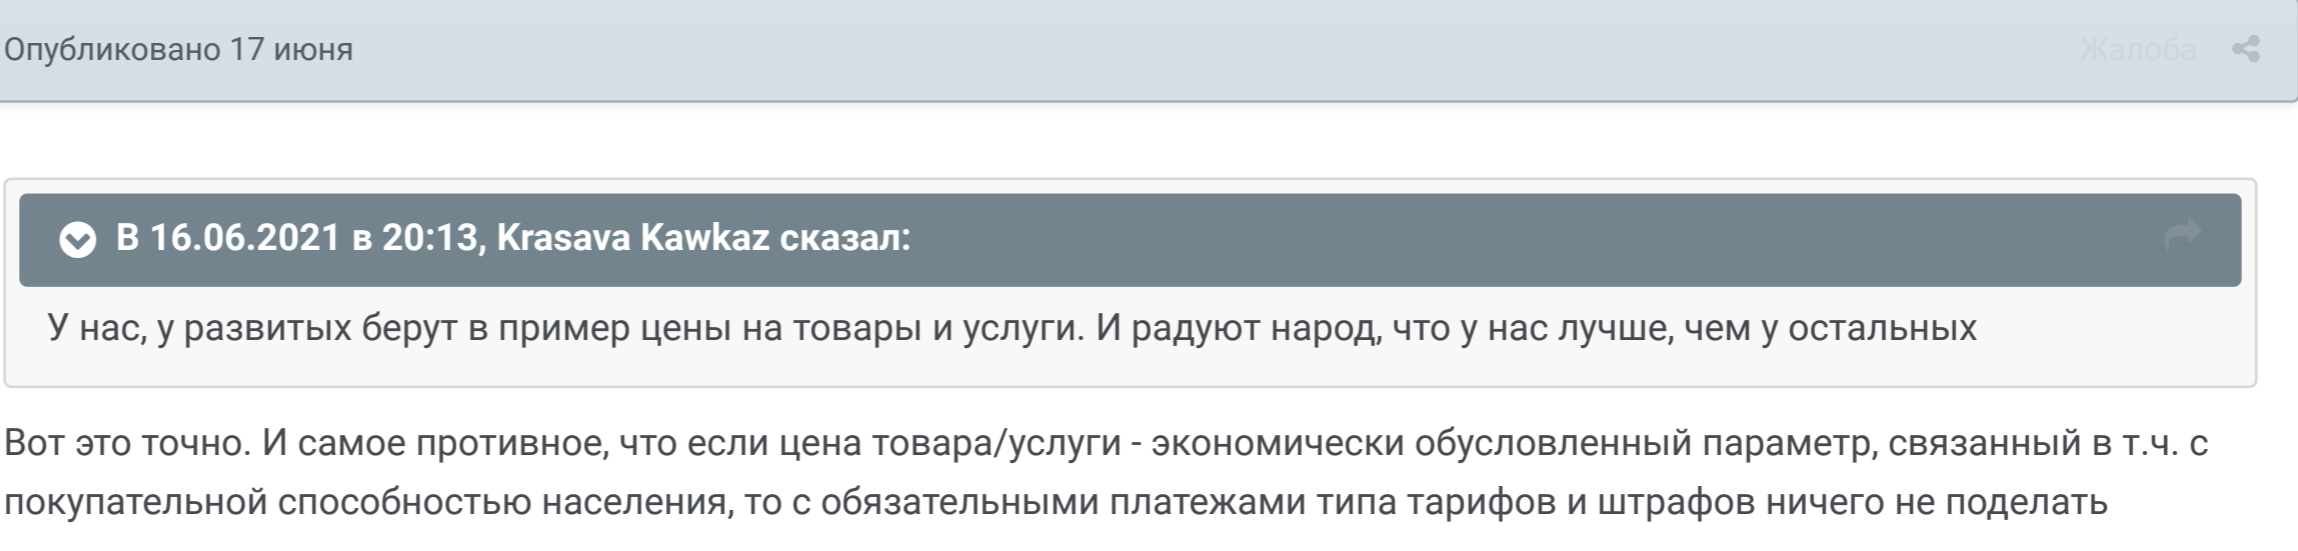 Опубликовано 17 июня
Жалоба
В 16.06.2021 в 20:13, Krasava Kawkaz сказал:
У нас, у развитых берут в пример цены на товары и услуги. И радуют народ, что у нас лучше, чем у остальных
Вот это точно. И самое противное, что если цена товара/услуги - экономически обусловленный параметр, связанный в т.ч. с
покупательной способностью населения, то с обязательными платежами типа тарифов и штрафов ничего не поделать